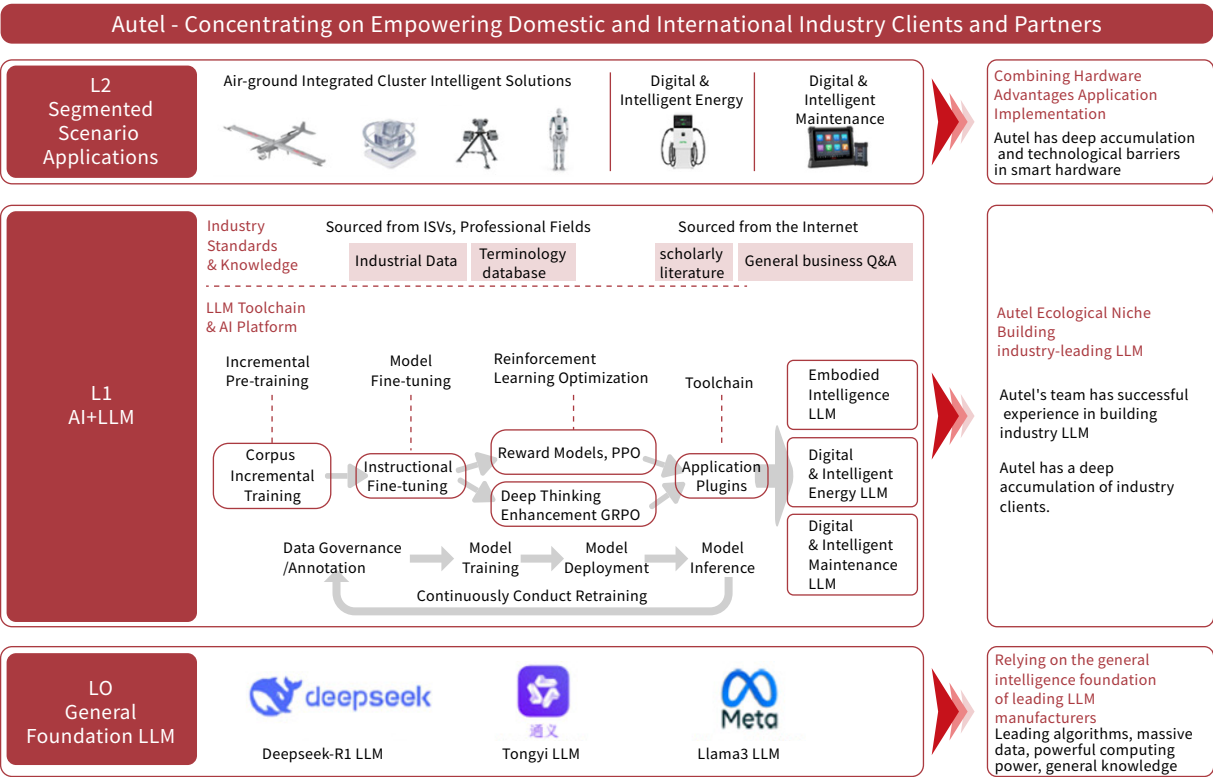 Autel - Concentrating on Empowering Domestic and International Industry Clients and Partners
L2
Segmented
Scenario
Applications
Air-ground Integrated Cluster Intelligent Solutions
Digital &
Intelligent Energy
Digital &
Intelligent
Maintenance
Combining Hardware
Advantages Application
Implementation
Autel has deep accumulation
and technological barriers
in smart hardware
L1
AI+LLM
Industry
Standards
& Knowledge
Sourced from ISVs, Professional Fields
Industrial Data
Terminology
database
Sourced from the Internet
scholarly
literature
General business Q&A
LLM Toolchain
& AI Platform
Incremental
Pre-training
Model
Fine-tuning
Reinforcement
Learning Optimization
Toolchain
Corpus
Incremental
Training
Instructional
Fine-tuning
Reward Models, PPO
Deep Thinking
Enhancement GRPO
Application
Plugins
Embodied
Intelligence
LLM
Digital
& Intelligent
Energy LLM
Digital
& Intelligent
Maintenance
LLM
Data Governance
/Annotation
Model
Training
Model
Deployment
Model
Inference
Continuously Conduct Retraining
Autel Ecological Niche
Building
industry-leading LLM
Autel's team has successful
experience in building
industry LLM
Autel has a deep
accumulation of industry
clients.
LO
General
Foundation LLM
deepseek
Deepseek-R1 LLM
通义
Tongyi LLM
Meta
Llama3 LLM
Relying on the general
intelligence foundation
of leading LLM
manufacturers
Leading algorithms, massive
data, powerful computing
power, general knowledge